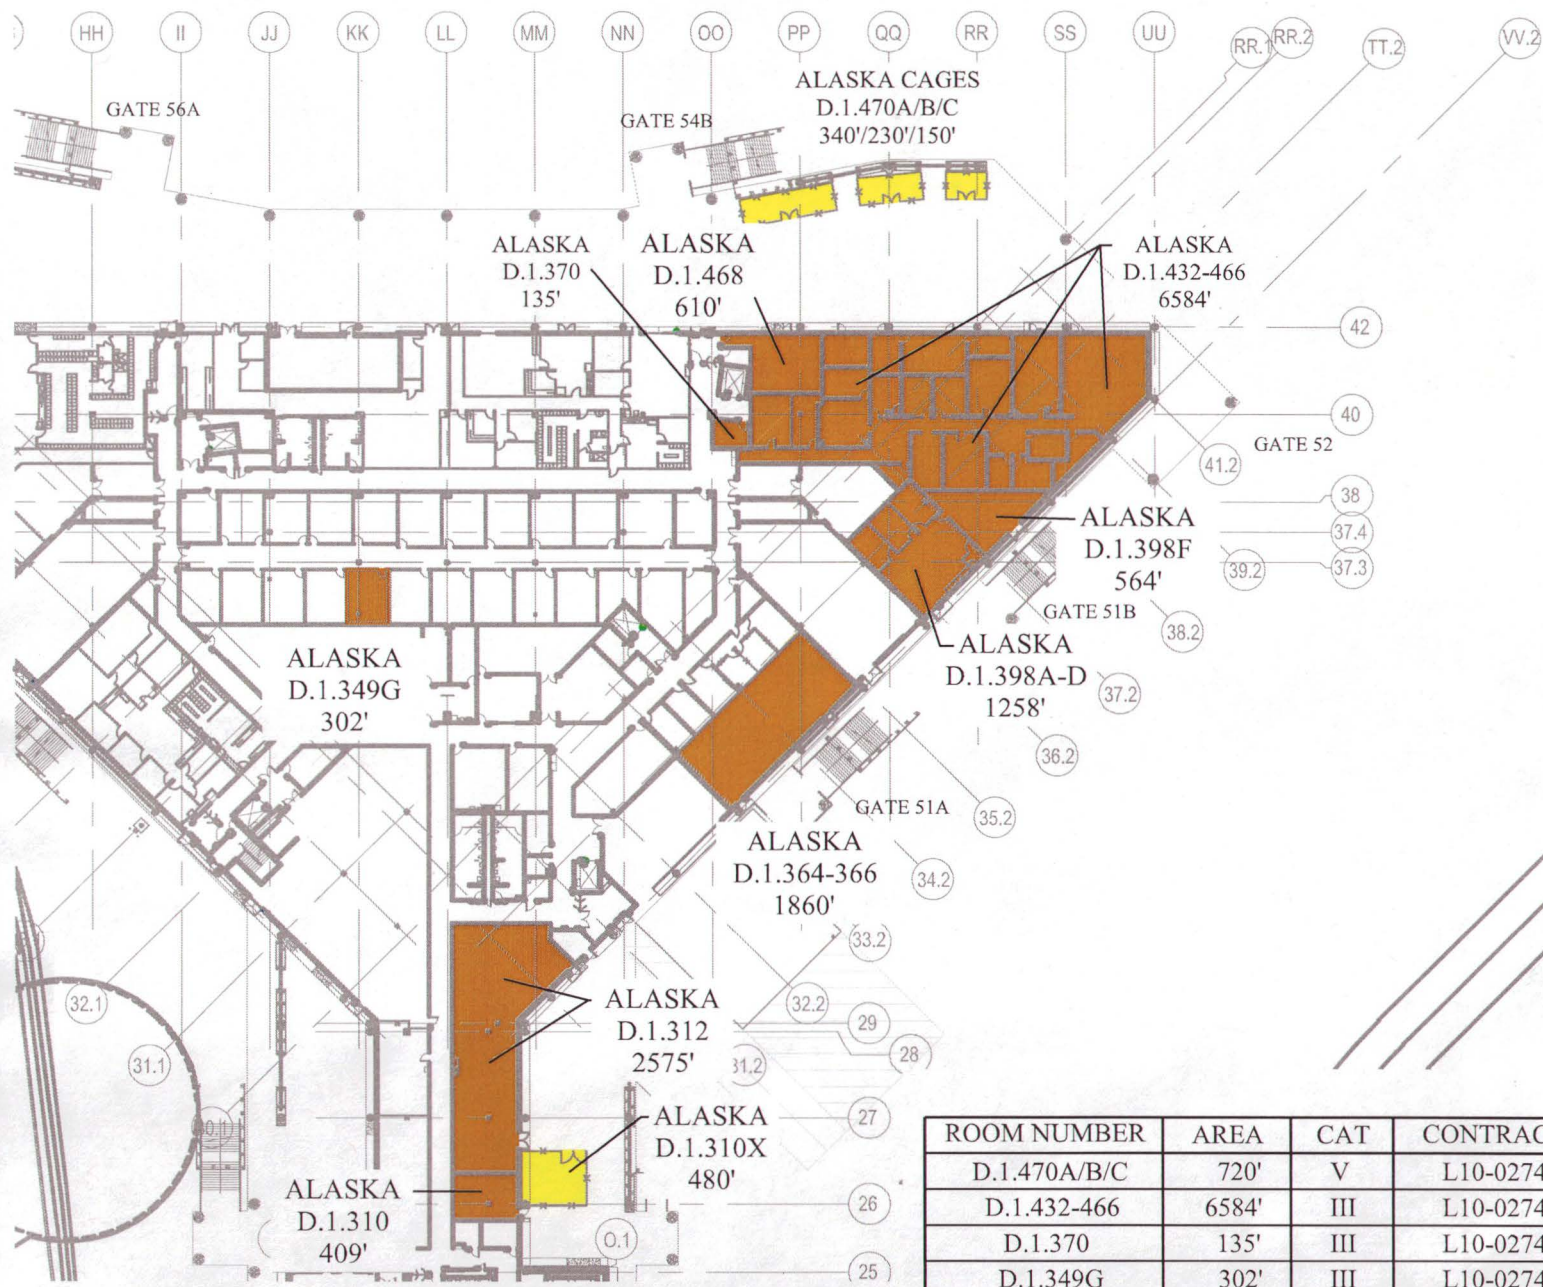 HH II JJ KK LL MM NN OO PP QQ RR SS UU RR.1 RR.2 TT.2 VV.2
GATE 56A
GATE 54B
ALASKA CAGES
D.1.470A/B/C
340'/230'/150'
ALASKA
D.1.370
135'
ALASKA
D.1.468
610'
ALASKA
D.1.432-466
6584'
42
40
GATE 52
41.2
38
37.4
37.3
39.2
ALASKA
D.1.398F
564'
GATE 51B
38.2
ALASKA
D.1.398A-D
1258'
37.2
36.2
ALASKA
D.1.349G
302'
35.2
GATE 51A
ALASKA
D.1.364-366
1860'
34.2
33.2
32.1
32.2
ALASKA
D.1.312
2575'
29
28
31.1
31.2
27
ALASKA
D.1.310X
480'
ALASKA
D.1.310
409'
26
O.1
25
ROOM NUMBER AREA CAT CONTRAC
D.1.470A/B/C 720' V L10-0274
D.1.432-466 6584' III L10-0274
D.1.370 135' III L10-0274
D.1.349G 302' III L10-0274